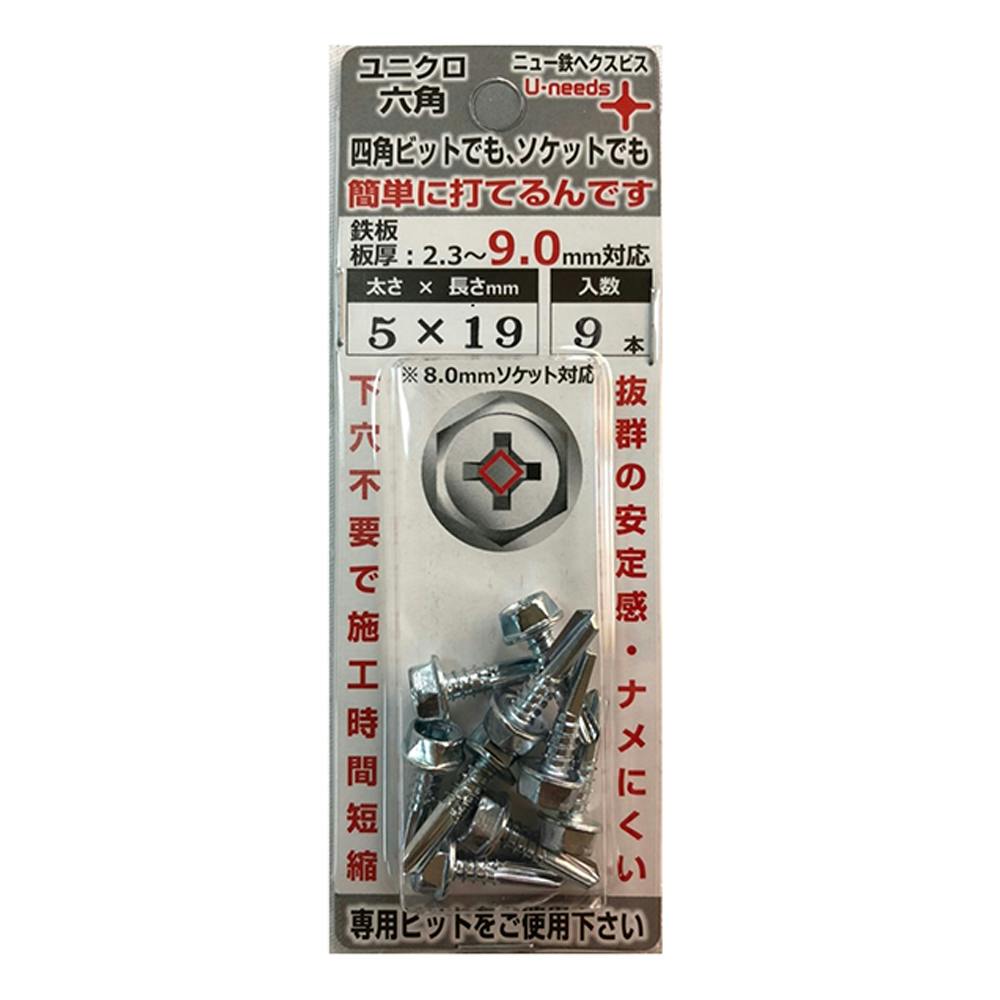 ユニクロ
六角
ニュー鉄ヘクスビス
U-needs
四角ビットでも、ソケットでも
簡単に打てるんです
鉄板
板厚：2.3～9.0mm対応
太さ × 長さmm
入数
5×19
9本
※8.0mmソケット対応
下穴不要で施工時間短縮
抜群の安定感・ナメにくい
専用ビットをご使用下さい